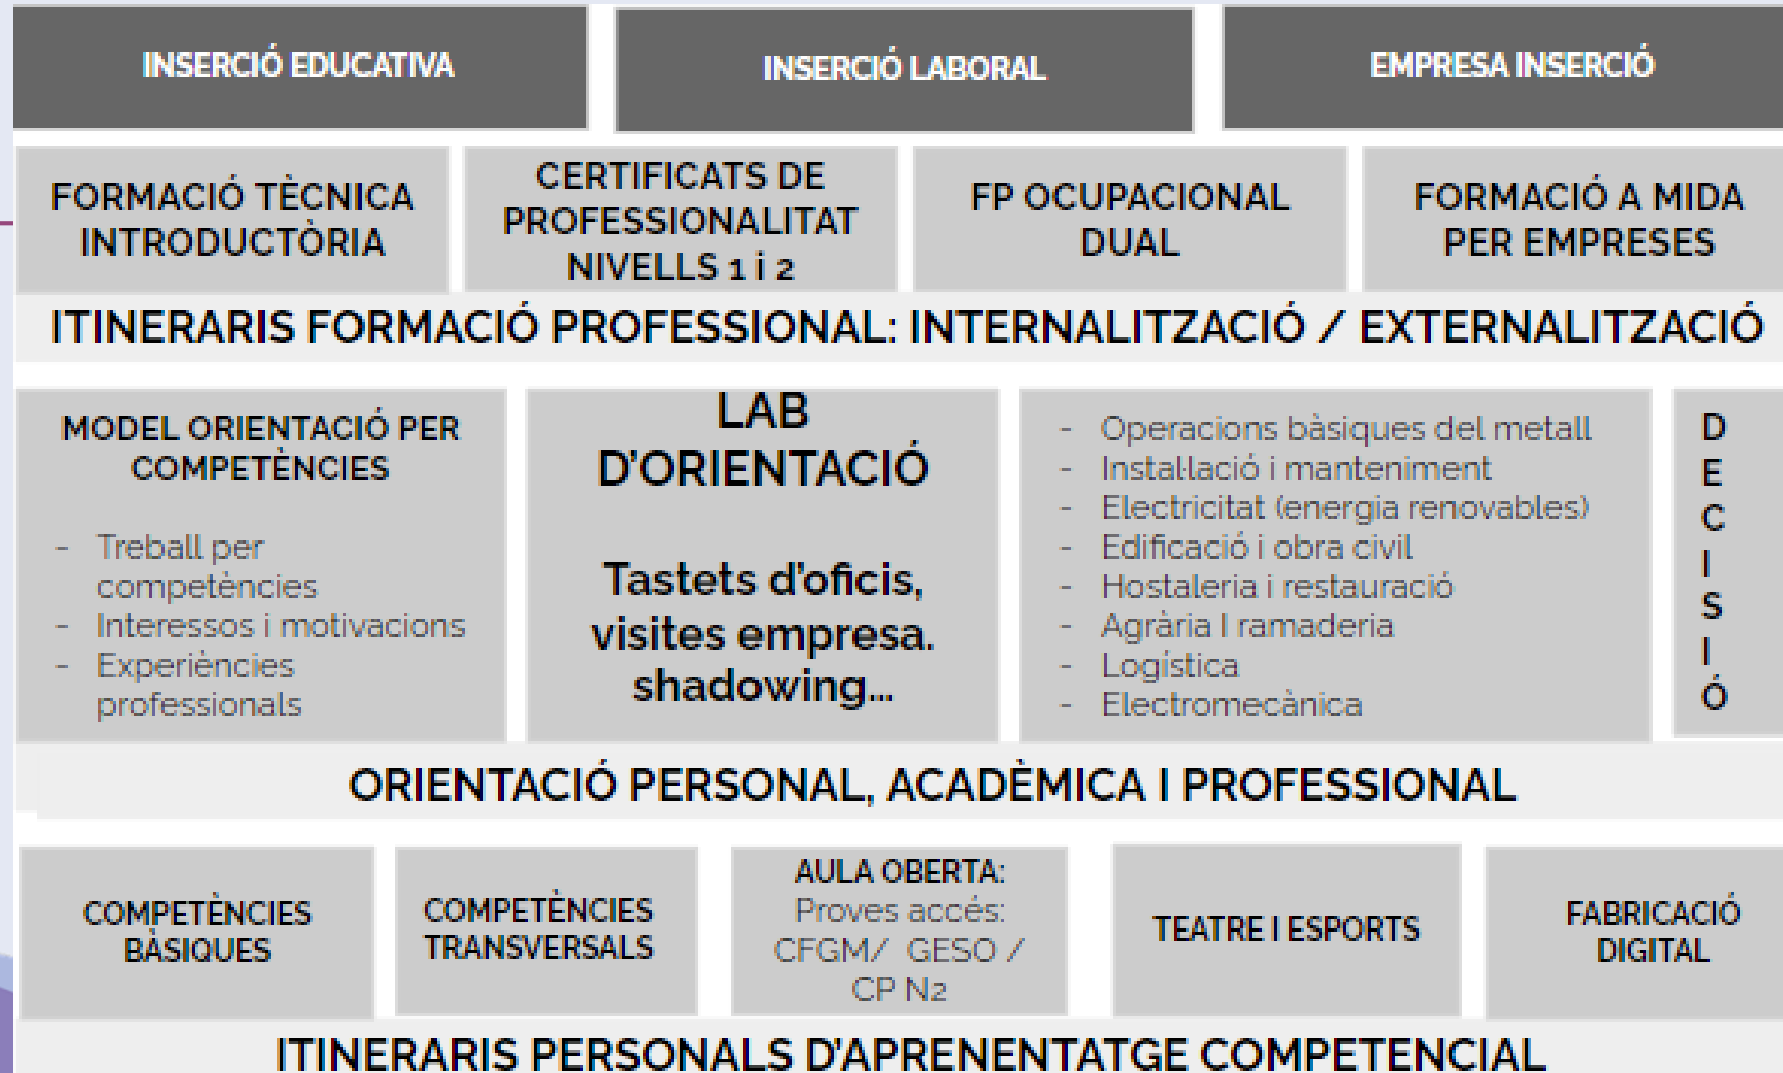 INSERCIÓ EDUCATIVA
INSERCIÓ LABORAL
EMPRESA INSERCIÓ
FORMACIÓ TÈCNICA
INTRODUCTÒRIA
CERTIFICATS DE
PROFESSIONALITAT
NIVELLS 1 i 2
FP OCUPACIONAL
DUAL
FORMACIÓ A MIDA
PER EMPRESES
ITINERARIS FORMACIÓ PROFESSIONAL: INTERNALITZACIÓ / EXTERNALITZACIÓ
MODEL ORIENTACIÓ PER
COMPETÈNCIES
- Treball per
competències
- Interessos i motivacions
- Experiències
professionals
LAB
D'ORIENTACIÓ
Tastets d'oficis,
visites empresa.
shadowing...
- Operacions bàsiques del metall
- Instal·lació i manteniment
- Electricitat (energia renovables)
- Edificació i obra civil
- Hostaleria i restauració
- Agrària I ramaderia
- Logística
- Electromecànica
D
E
C
I
S
I
Ó
ORIENTACIÓ PERSONAL, ACADÈMICA I PROFESSIONAL
COMPETÈNCIES
BÀSIQUES
COMPETÈNCIES
TRANSVERSALS
AULA OBERTA:
Proves accés:
CFGM/ GESO /
CP N2
TEATRE I ESPORTS
FABRICACIÓ
DIGITAL
ITINERARIS PERSONALS D'APRENENTATGE COMPETENCIAL